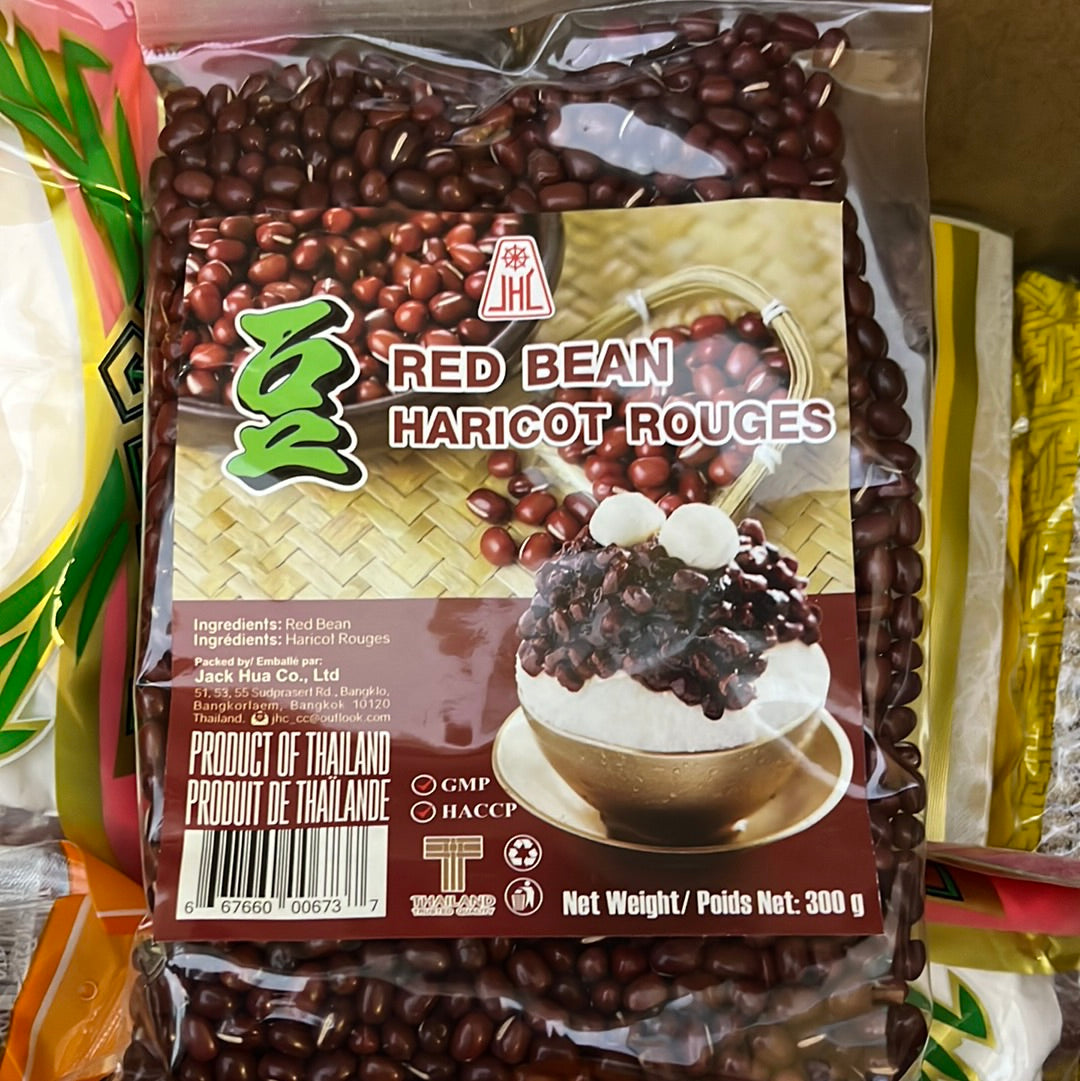 JHC
豆
RED BEAN
HARICOT ROUGES
Ingredients: Red Bean
Ingrédients: Haricot Rouges
Packed by/ Emballé par:
Jack Hua Co., Ltd
51, 53, 55 Sudprasert Rd., Bangklo,
Bangkorlaem, Bangkok 10120
Thailand. jhc_cc@outlook.com
PRODUCT OF THAILAND
PRODUIT DE THAÏLANDE
GMP
HACCP
6 67660 00673 7
THAILAND
TRUSTED QUALITY
Net Weight/ Poids Net: 300 g